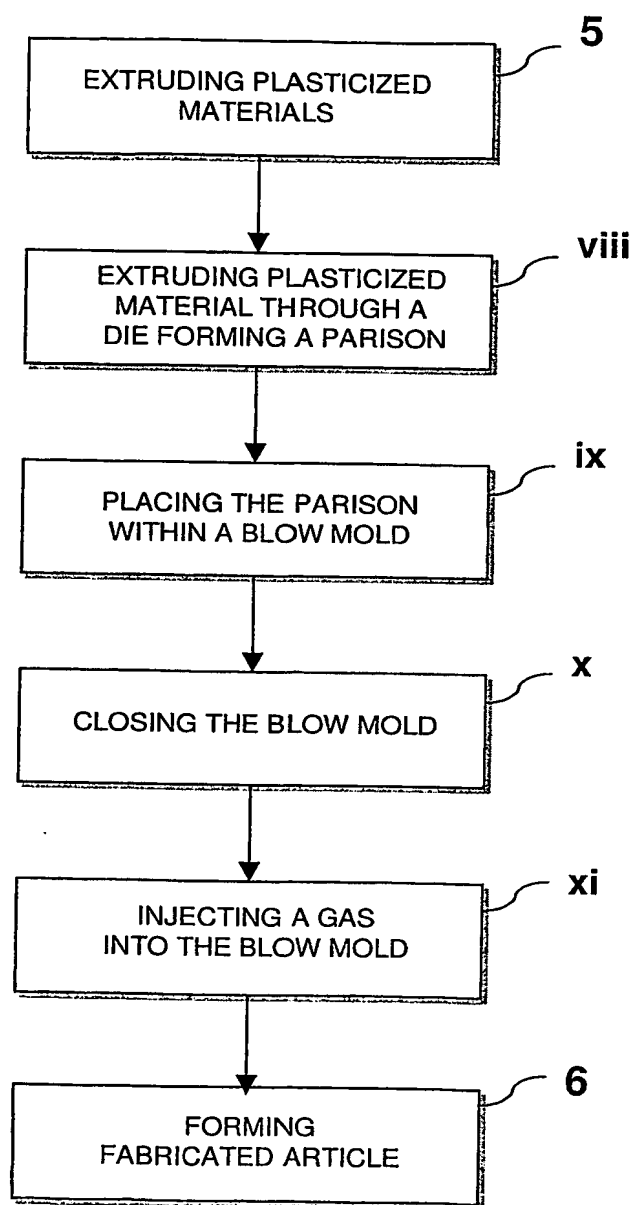 5
EXTRUDING PLASTICIZED
MATERIALS
viii
EXTRUDING PLASTICIZED
MATERIAL THROUGH A
DIE FORMING A PARISON
ix
PLACING THE PARISON
WITHIN A BLOW MOLD
x
CLOSING THE BLOW MOLD
xi
INJECTING A GAS
INTO THE BLOW MOLD
6
FORMING
FABRICATED ARTICLE